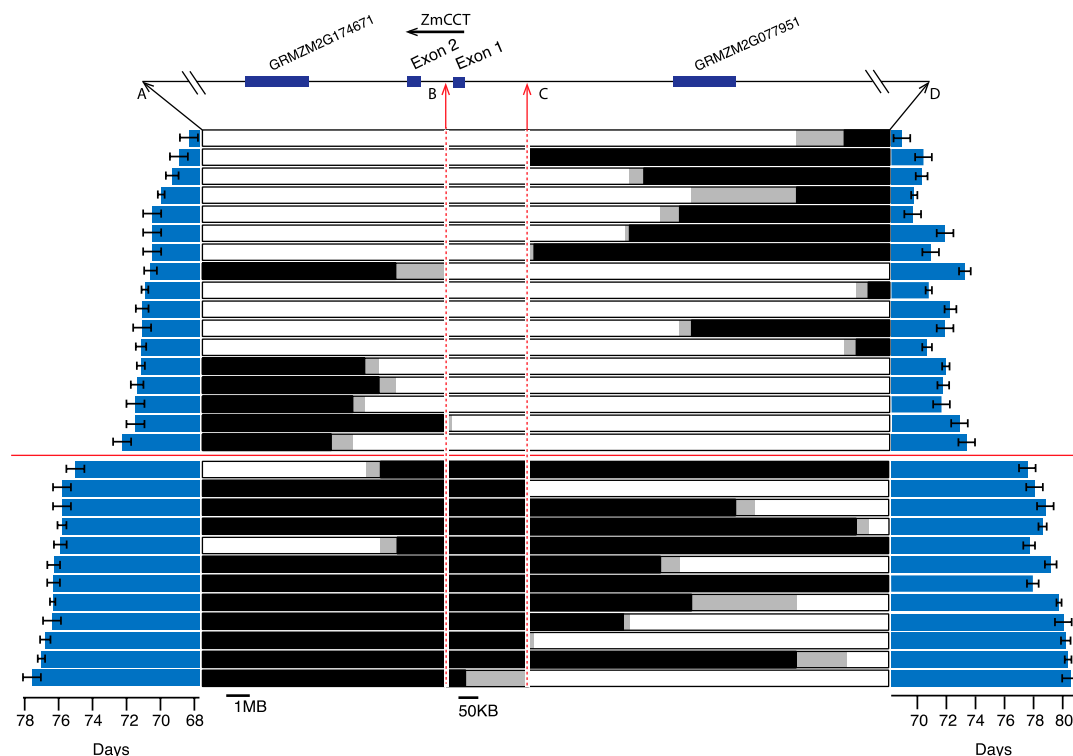 ZmCCT
GRMZM2G174671
Exon 2
Exon 1
GRMZM2G077951
A
B
C
D
1MB
50KB
78 76 74 72 70 68
70 72 74 76 78 80
Days
Days